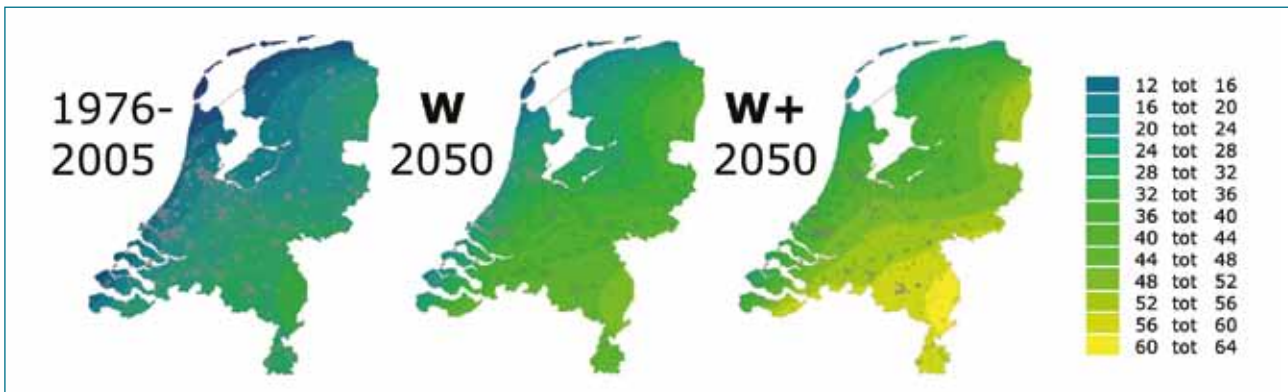 1976-
2005
W
2050
W+
2050
12 tot 16
16 tot 20
20 tot 24
24 tot 28
28 tot 32
32 tot 36
36 tot 40
40 tot 44
44 tot 48
48 tot 52
52 tot 56
56 tot 60
60 tot 64